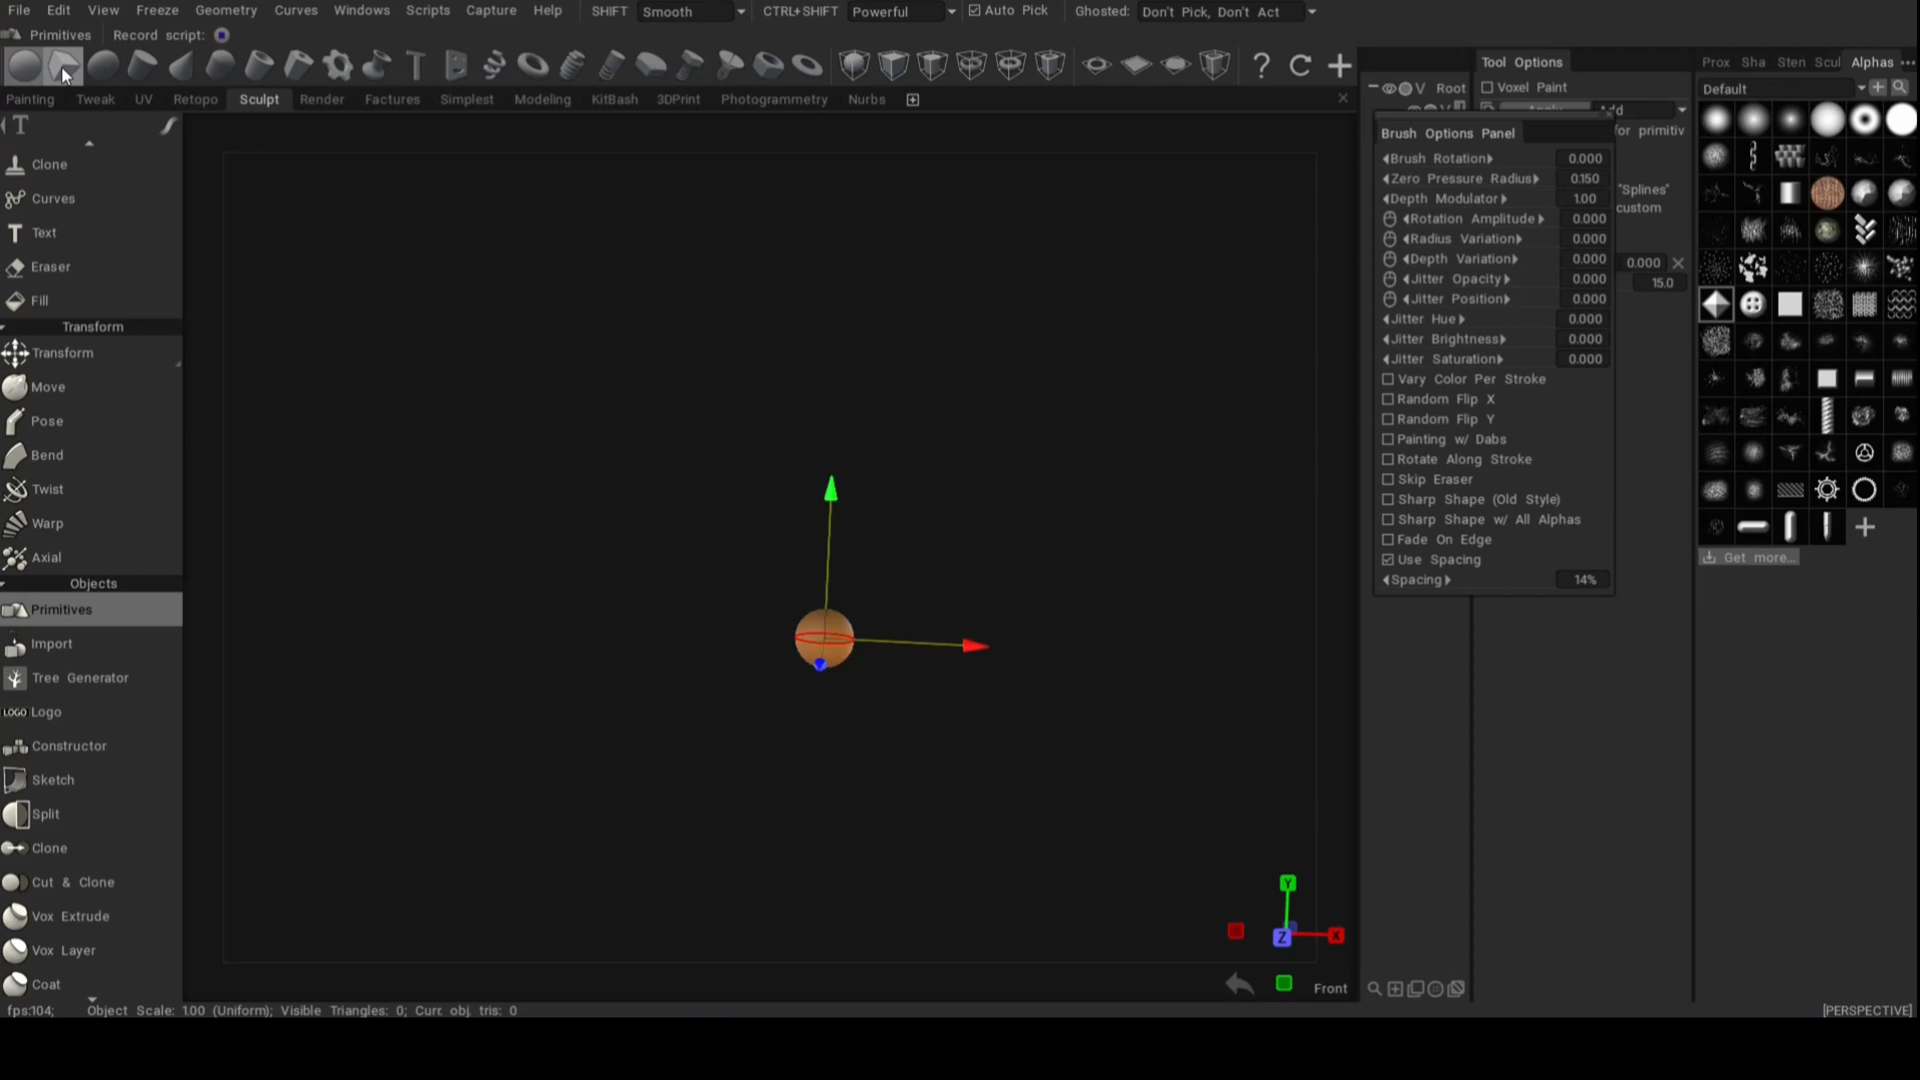 File Edit View Freeze Geometry Curves Windows Scripts Capture Help SHIFT Smooth CTRL+SHIFT Powerful Auto Pick Ghosted: Don't Pick, Don't Act
Primitives Record script:
T ? C +
Painting Tweak UV Retopo Sculpt Render Factures Simplest Modeling KitBash 3DPrint Photogrammetry Nurbs
T
Clone
Curves
Text
Eraser
Fill
Transform
Transform
Move
Pose
Bend
Twist
Warp
Axial
Objects
Primitives
Import
Tree Generator
LOGO Logo
Constructor
Sketch
Split
Clone
Cut & Clone
Vox Extrude
Vox Layer
Coat
fps:104; Object Scale: 1.00 (Uniform); Visible Triangles: 0; Curr. obj. tris: 0
Y
Z X
Front
V Root
Tool Options
Voxel Paint
for primitiv
"Splines"
custom
0.000
15.0
Brush Options Panel
Brush Rotation 0.000
Zero Pressure Radius 0.150
Depth Modulator 1.00
Rotation Amplitude 0.000
Radius Variation 0.000
Depth Variation 0.000
Jitter Opacity 0.000
Jitter Position 0.000
Jitter Hue 0.000
Jitter Brightness 0.000
Jitter Saturation 0.000
Vary Color Per Stroke
Random Flip X
Random Flip Y
Painting w/ Dabs
Rotate Along Stroke
Skip Eraser
Sharp Shape (Old Style)
Sharp Shape w/ All Alphas
Fade On Edge
Use Spacing
Spacing 14%
Prox Sha Sten Scul Alphas
Default
Get more...
[PERSPECTIVE]